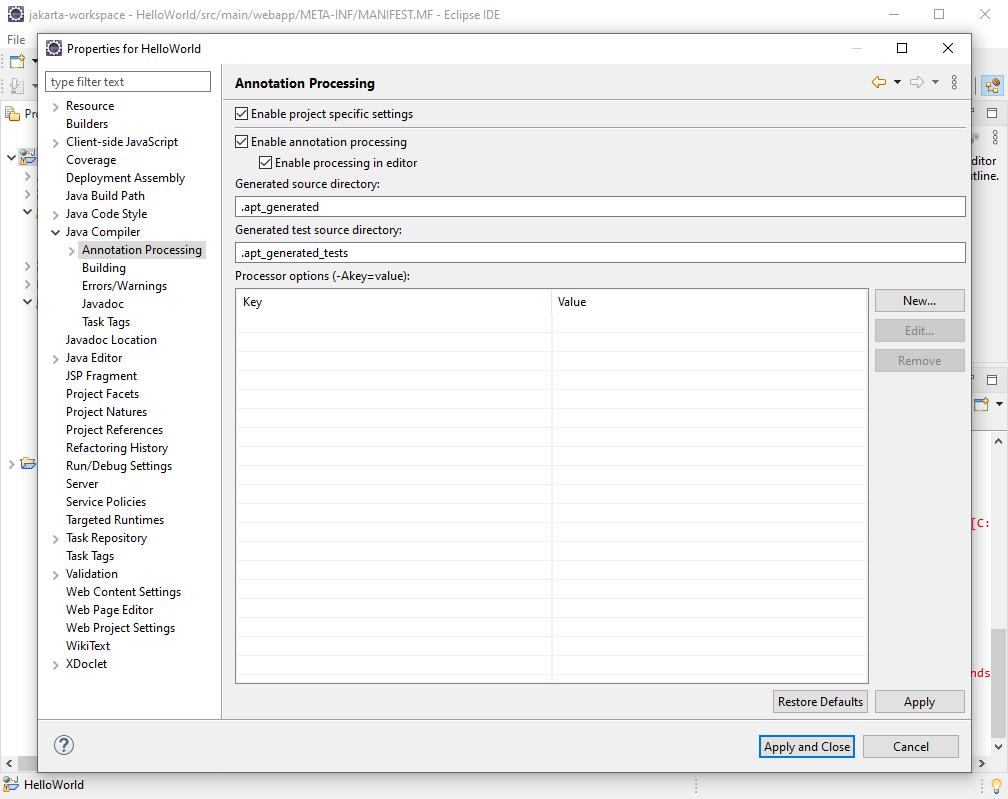 jakarta-workspace - HelloWorld/src/main/webapp/META-INF/MANIFEST.MF - Eclipse IDE
File
Properties for HelloWorld
type filter text
Resource
Builders
Client-side JavaScript
Coverage
Deployment Assembly
Java Build Path
Java Code Style
Java Compiler
Annotation Processing
Building
Errors/Warnings
Javadoc
Task Tags
Javadoc Location
Java Editor
JSP Fragment
Project Facets
Project Natures
Project References
Refactoring History
Run/Debug Settings
Server
Service Policies
Targeted Runtimes
Task Repository
Task Tags
Validation
Web Content Settings
Web Page Editor
Web Project Settings
WikiText
XDoclet
Annotation Processing
Enable project specific settings
Enable annotation processing
Enable processing in editor
Generated source directory:
.apt_generated
Generated test source directory:
.apt_generated_tests
Processor options (-Akey=value):
Key Value
New...
Edit...
Remove
Restore Defaults Apply
? Apply and Close Cancel
Pr
ditor
tline.
[C:
nds
HelloWorld